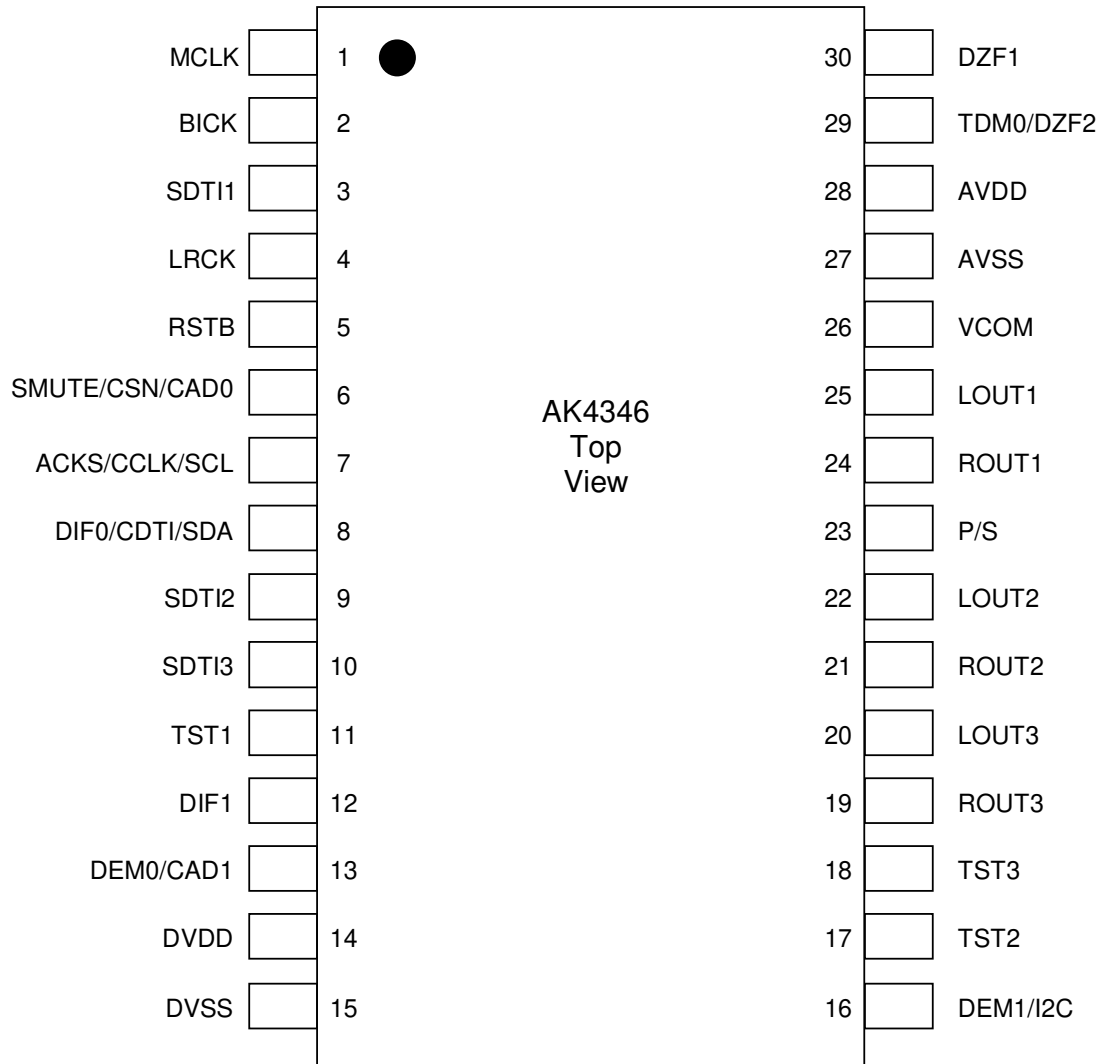 MCLK 1 30 DZF1
BICK 2 29 TDM0/DZF2
SDTI1 3 28 AVDD
LRCK 4 27 AVSS
RSTB 5 26 VCOM
SMUTE/CSN/CAD0 6 25 LOUT1
AK4346
Top
View
ACKS/CCLK/SCL 7 24 ROUT1
DIF0/CDTI/SDA 8 23 P/S
SDTI2 9 22 LOUT2
SDTI3 10 21 ROUT2
TST1 11 20 LOUT3
DIF1 12 19 ROUT3
DEM0/CAD1 13 18 TST3
DVDD 14 17 TST2
DVSS 15 16 DEM1/I2C